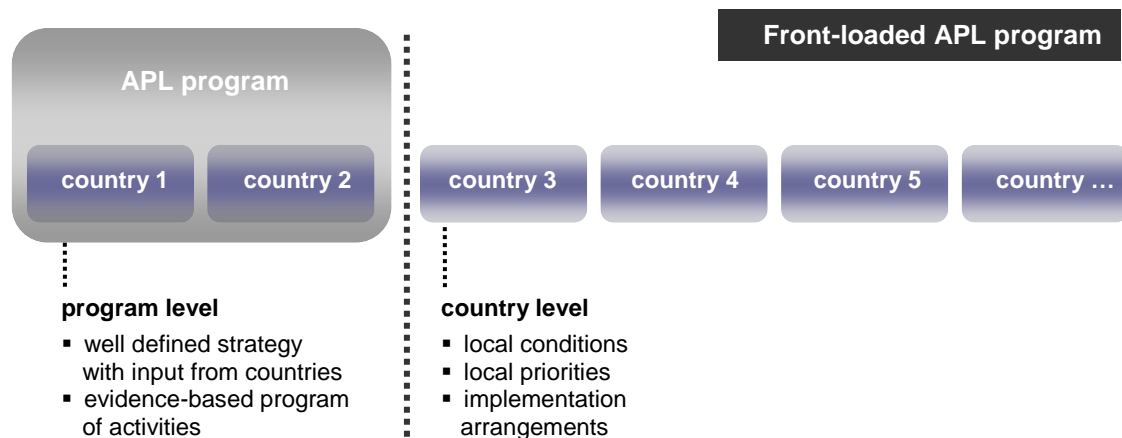 Front-loaded APL program
APL program
country 1 country 2 country 3 country 4 country 5 country …
program level
▪ well defined strategy
with input from countries
▪ evidence-based program
of activities
country level
▪ local conditions
▪ local priorities
▪ implementation
arrangements